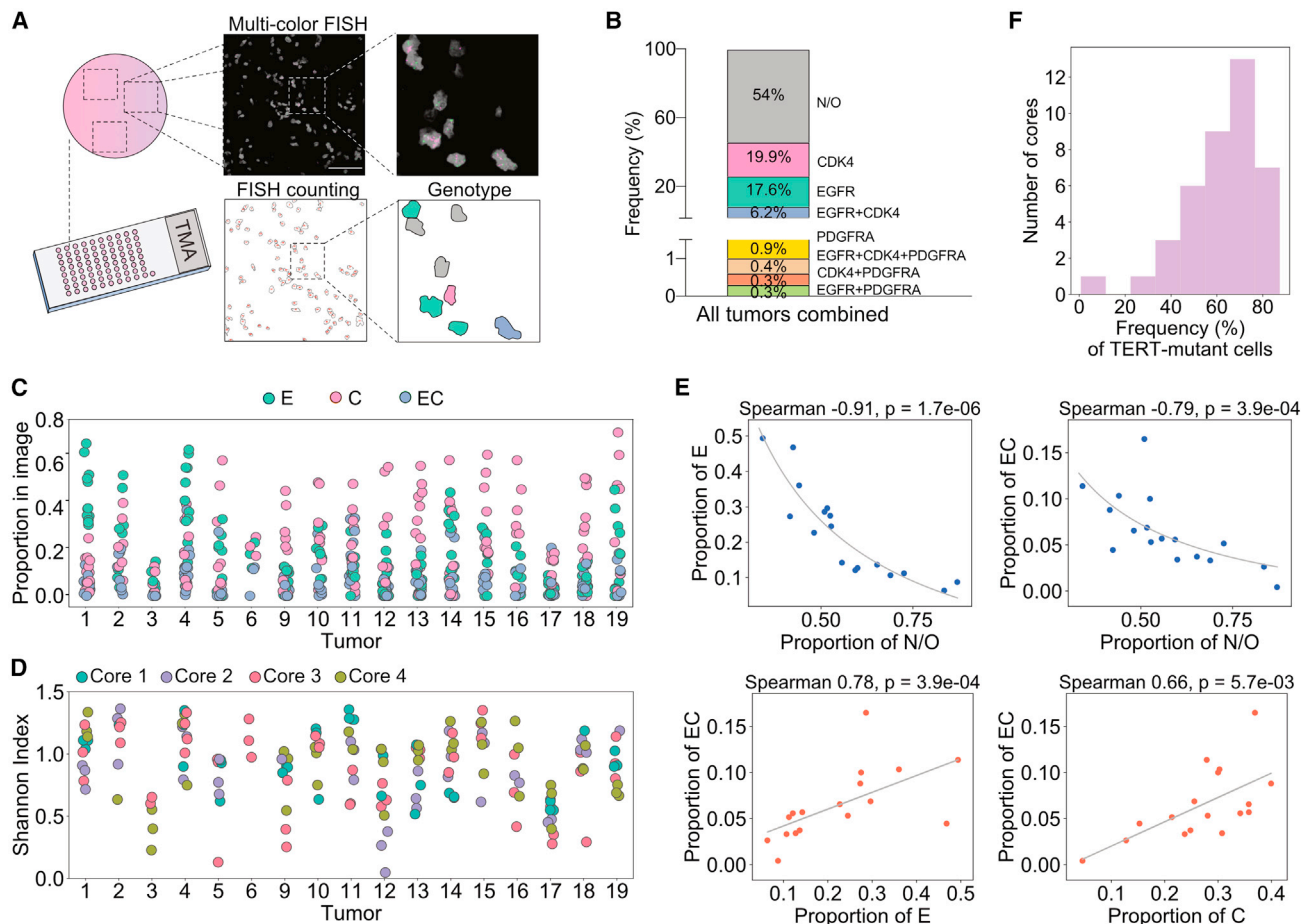 A
Multi-color FISH
FISH counting
Genotype
TMA
B
Frequency (%)
100
60
20
0
1
0
54%
19.9%
17.6%
6.2%
0.9%
0.4%
0.3%
0.3%
N/O
CDK4
EGFR
EGFR+CDK4
PDGFRA
EGFR+CDK4+PDGFRA
CDK4+PDGFRA
EGFR+PDGFRA
All tumors combined
F
Number of cores
12
10
8
6
4
2
0
0 20 40 60 80
Frequency (%)
of TERT-mutant cells
C
E C EC
Proportion in image
0.8
0.6
0.4
0.2
0.0
1 2 3 4 5 6 9 10 11 12 13 14 15 16 17 18 19
Tumor
D
Core 1 Core 2 Core 3 Core 4
Shannon Index
1.5
1.0
0.5
0.0
1 2 3 4 5 6 9 10 11 12 13 14 15 16 17 18 19
Tumor
E
Spearman -0.91, p = 1.7e-06
Proportion of E
0.5
0.4
0.3
0.2
0.1
0.50 0.75
Proportion of N/O
Spearman -0.79, p = 3.9e-04
Proportion of EC
0.15
0.10
0.05
0.00
0.50 0.75
Proportion of N/O
Spearman 0.78, p = 3.9e-04
Proportion of EC
0.15
0.10
0.05
0.00
0.1 0.2 0.3 0.4 0.5
Proportion of E
Spearman 0.66, p = 5.7e-03
Proportion of EC
0.15
0.10
0.05
0.00
0.1 0.2 0.3 0.4
Proportion of C